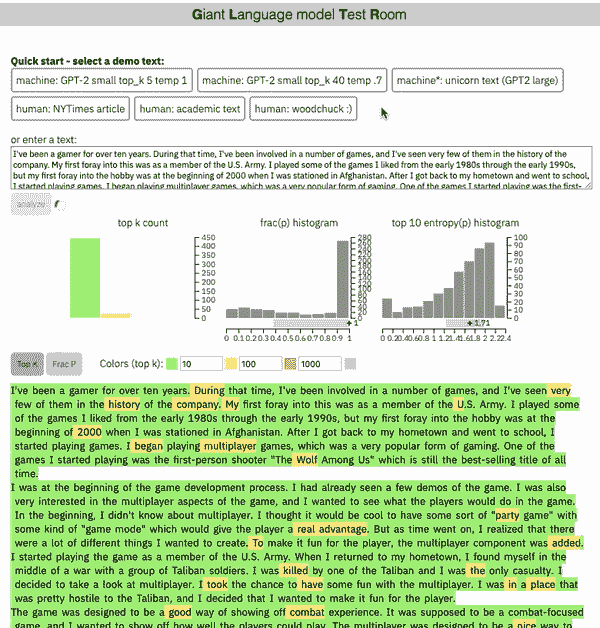 Giant Language model Test Room
Quick start - select a demo text:
machine: GPT-2 small top_k 5 temp 1
machine: GPT-2 small top_k 40 temp .7
machine*: unicorn text (GPT2 large)
human: NYTimes article
human: academic text
human: woodchuck :)
or enter a text:
I've been a gamer for over ten years. During that time, I've been involved in a number of games, and I've seen very few of them in the history of the
company. My first foray into this was as a member of the U.S. Army. I played some of the games I liked from the early 1980s through the early 1990s,
but my first foray into the hobby was at the beginning of 2000 when I was stationed in Afghanistan. After I got back to my hometown and went to school,
I started playing games. I began playing multiplayer games, which was a very popular form of gaming. One of the games I started playing was the first-
analyze
top k count
450
400
350
300
250
200
150
100
50
0
frac(p) histogram
280
260
240
220
200
180
160
140
120
100
80
60
40
20
0
1
0 0.1 0.2 0.3 0.4 0.5 0.6 0.7 0.8 0.9 1
top 10 entropy(p) histogram
100
90
80
70
60
50
40
30
20
10
0
1.71
0 0.2 0.4 0.6 0.8 1 1.2 1.4 1.6 1.8 2 2.2 2.4
Top K
Frac P
Colors (top k):
10
100
1000
I've been a gamer for over ten years. During that time, I've been involved in a number of games, and I've seen very
few of them in the history of the company. My first foray into this was as a member of the U.S. Army. I played some
of the games I liked from the early 1980s through the early 1990s, but my first foray into the hobby was at the
beginning of 2000 when I was stationed in Afghanistan. After I got back to my hometown and went to school, I
started playing games. I began playing multiplayer games, which was a very popular form of gaming. One of the
games I started playing was the first-person shooter "The Wolf Among Us" which is still the best-selling title of all
time.
I was at the beginning of the game development process. I had already seen a few demos of the game. I was also
very interested in the multiplayer aspects of the game, and I wanted to see what the players would do in the game.
In the beginning, I didn't know about multiplayer. I thought it would be cool to have some sort of "party game" with
some kind of "game mode" which would give the player a real advantage. But as time went on, I realized that there
were a lot of different things I wanted to create. To make it fun for the player, the multiplayer component was added.
I started playing the game as a member of the U.S. Army. When I returned to my hometown, I found myself in the
middle of a war with a group of Taliban soldiers. I was killed by one of the Taliban and I was the only casualty. I
decided to take a look at multiplayer. I took the chance to have some fun with the multiplayer. I was in a place that
was pretty hostile to the Taliban, and I decided that I wanted to make it fun for the player.
The game was designed to be a good way of showing off combat experience. It was supposed to be a combat-focused
game, and I wanted to show off how well the players could play. The multiplayer was designed to be a nice way to